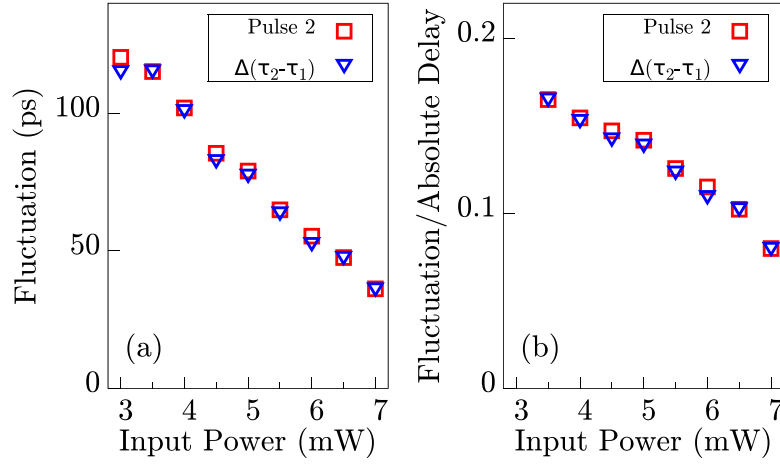 Fluctuation (ps)
100
50
0
Pulse 2
Δ(τ₂-τ₁)
(a)
3 4 5 6 7
Input Power (mW)
Fluctuation/Absolute Delay
0.2
0.1
0
Pulse 2
Δ(τ₂-τ₁)
(b)
3 4 5 6 7
Input Power (mW)